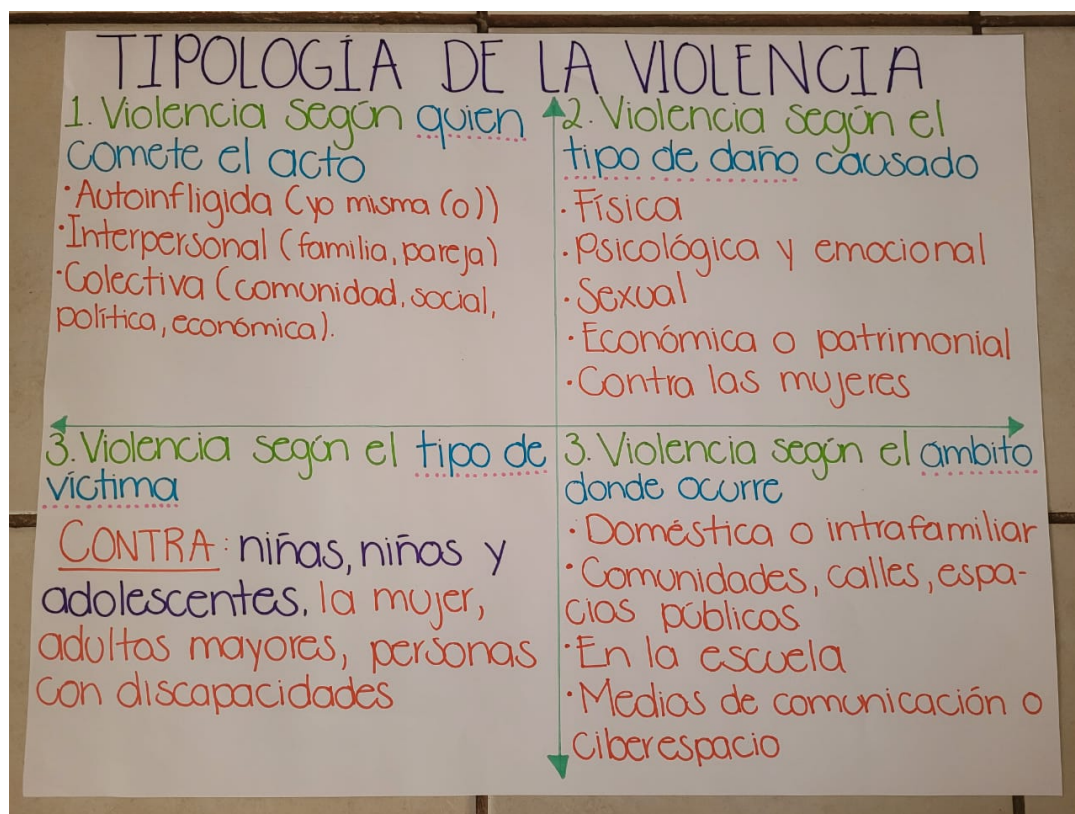 TIPOLOGÍA DE LA VIOLENCIA
1. Violencia según quien
comete el acto
·Autoinfligida (yo misma (o))
·Interpersonal (familia, pareja)
·Colectiva (comunidad, social,
política, económica).
2. Violencia según el
tipo de daño causado
·Física
·Psicológica y emocional
·Sexual
·Económica o patrimonial
·Contra las mujeres
3. Violencia según el tipo de
víctima
CONTRA: niñas, niños y
adolescentes, la mujer,
adultos mayores, personas
con discapacidades
3. Violencia según el ámbito
donde ocurre
·Doméstica o intrafamiliar
·Comunidades, calles, espa-
cios públicos
·En la escuela
·Medios de comunicación o
ciberespacio